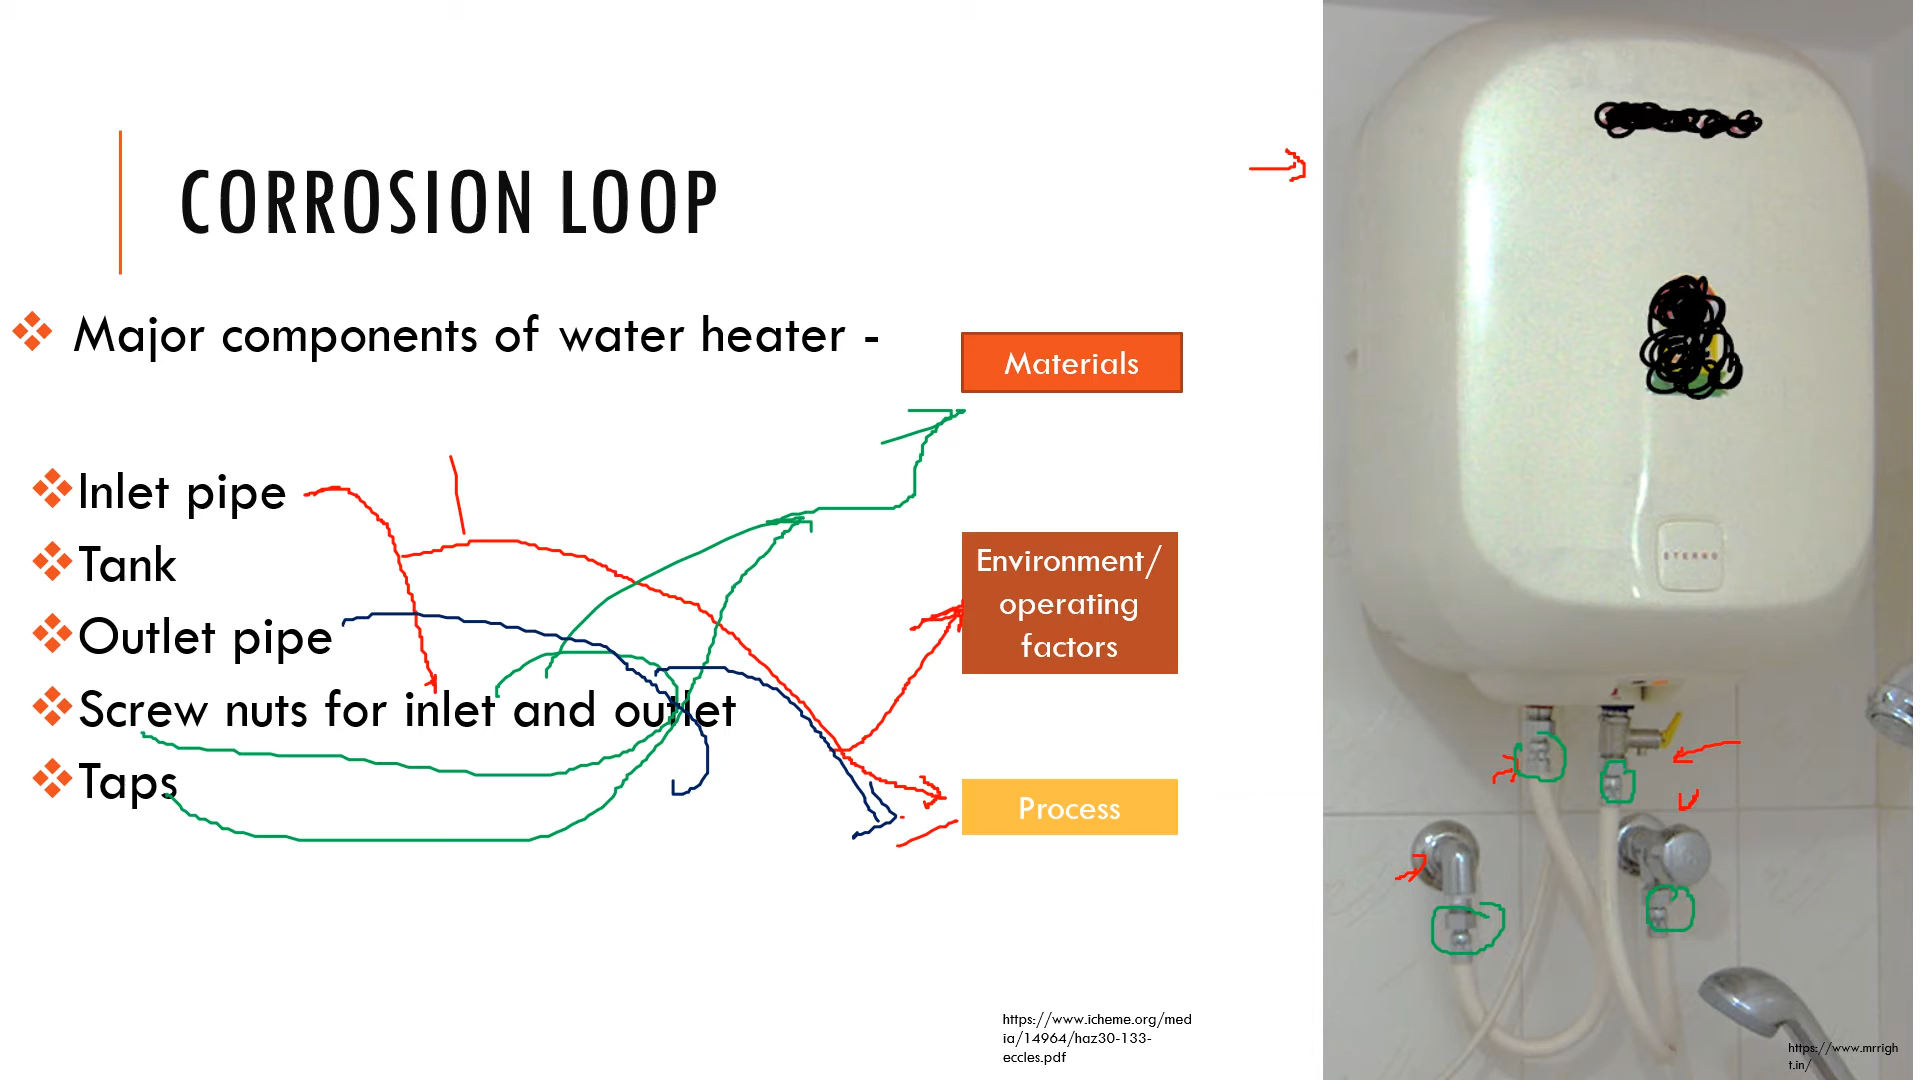 CORROSION LOOP
Major components of water heater -
Materials
Inlet pipe
Tank
Outlet pipe
Screw nuts for inlet and outlet
Taps
Environment/
operating
factors
Process
ETERNO
https://www.icheme.org/med
ia/14964/haz30-133-
eccles.pdf
https://www.mrrigh
t.in/